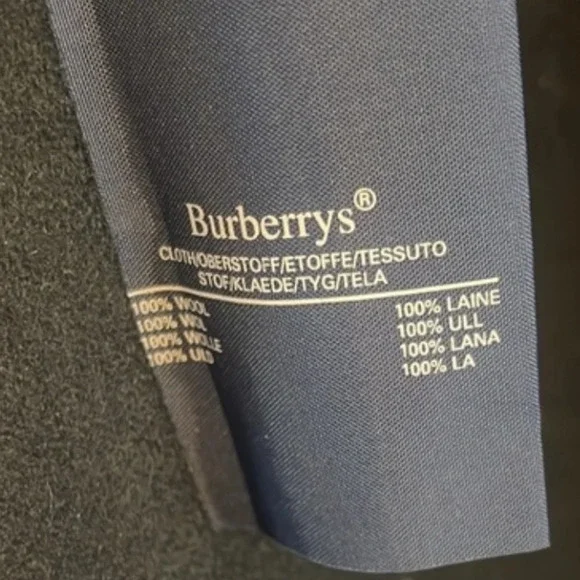 Burberrys®
CLOTH/OBERSTOFF/ETOFFE/TESSUTO
STOF/KLAEDE/TYG/TELA
100% WOOL 100% LAINE
100% WOL 100% ULL
100% WOLLE 100% LANA
100% ULD 100% LA